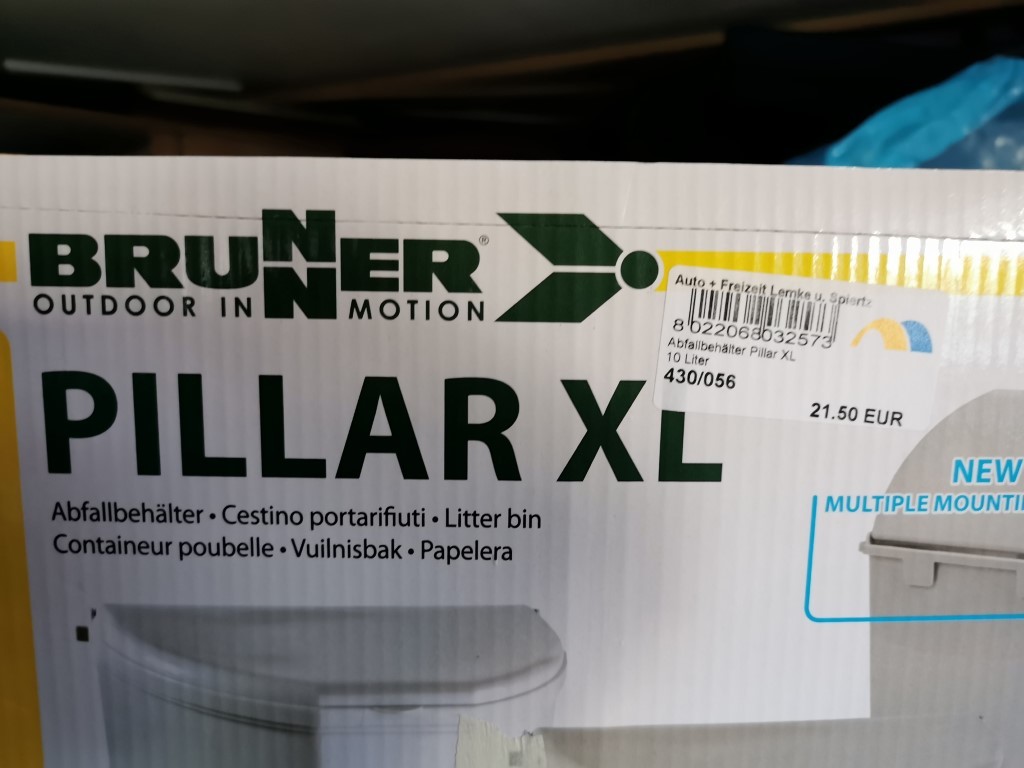 BRUNNER®
OUTDOOR IN MOTION
Auto + Freizeit Lemke u. Spiertz
8 022068 032573
Abfallbehälter Pillar XL
10 Liter
430/056
21.50 EUR
PILLAR XL
Abfallbehälter • Cestino portarifiuti • Litter bin
Containeur poubelle • Vuilnisbak • Papelera
NEW
MULTIPLE